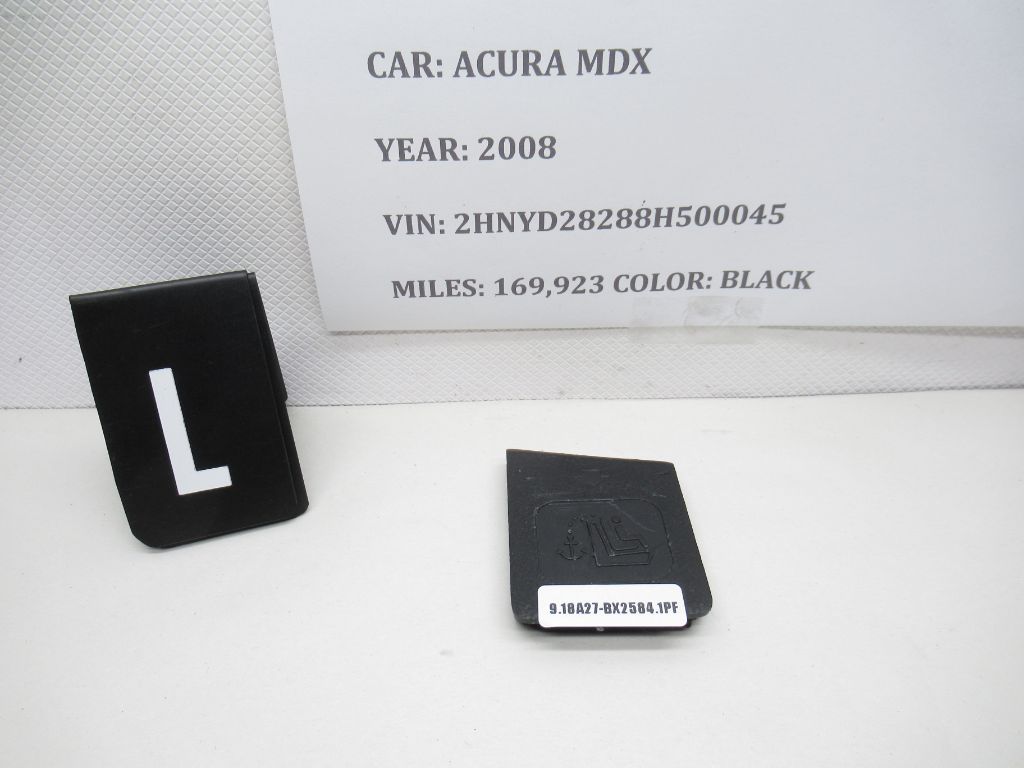 CAR: ACURA MDX
YEAR: 2008
VIN: 2HNYD28288H500045
MILES: 169,923 COLOR: BLACK
L
9.18A27-BX2584.1PF